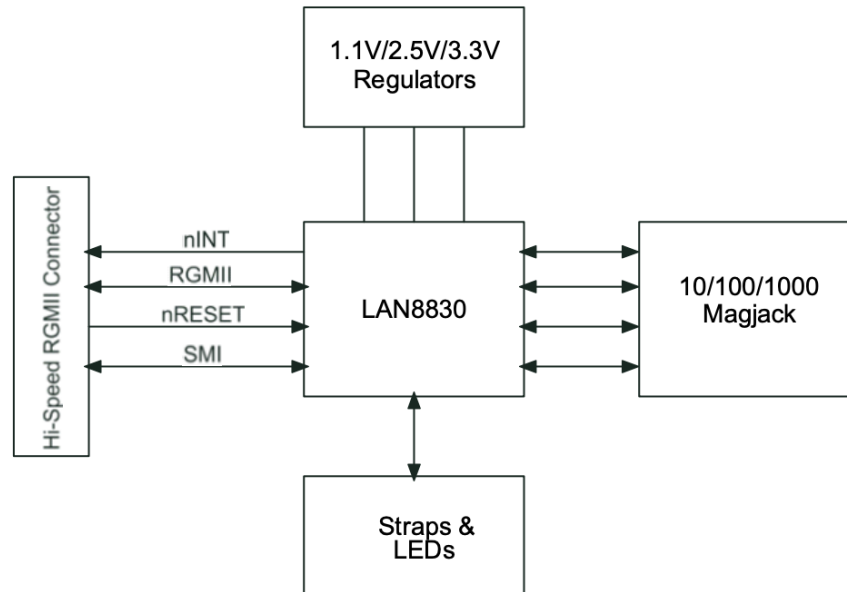 1.1V/2.5V/3.3V
Regulators
Hi-Speed RGMII Connector
nINT
RGMII
nRESET
SMI
LAN8830
10/100/1000
Magjack
Straps &
LEDs